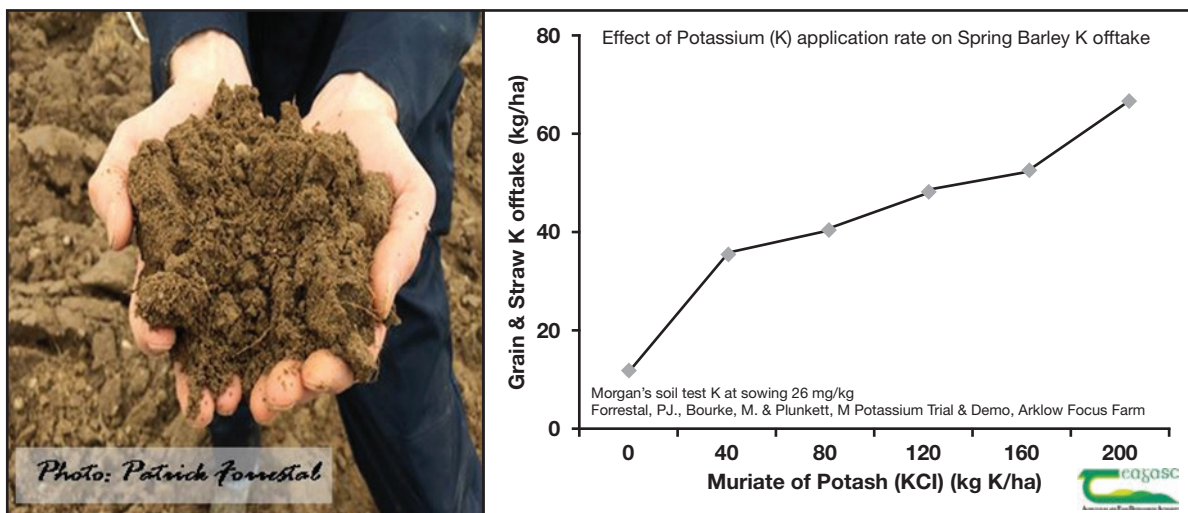 Photo: Patrick Forrestal
Effect of Potassium (K) application rate on Spring Barley K offtake
Grain & Straw K offtake (kg/ha)
80
60
40
20
0
Morgan's soil test K at sowing 26 mg/kg
Forrestal, PJ., Bourke, M. & Plunkett, M Potassium Trial & Demo, Arklow Focus Farm
0 40 80 120 160 200
Muriate of Potash (KCl) (kg K/ha)
eagasc